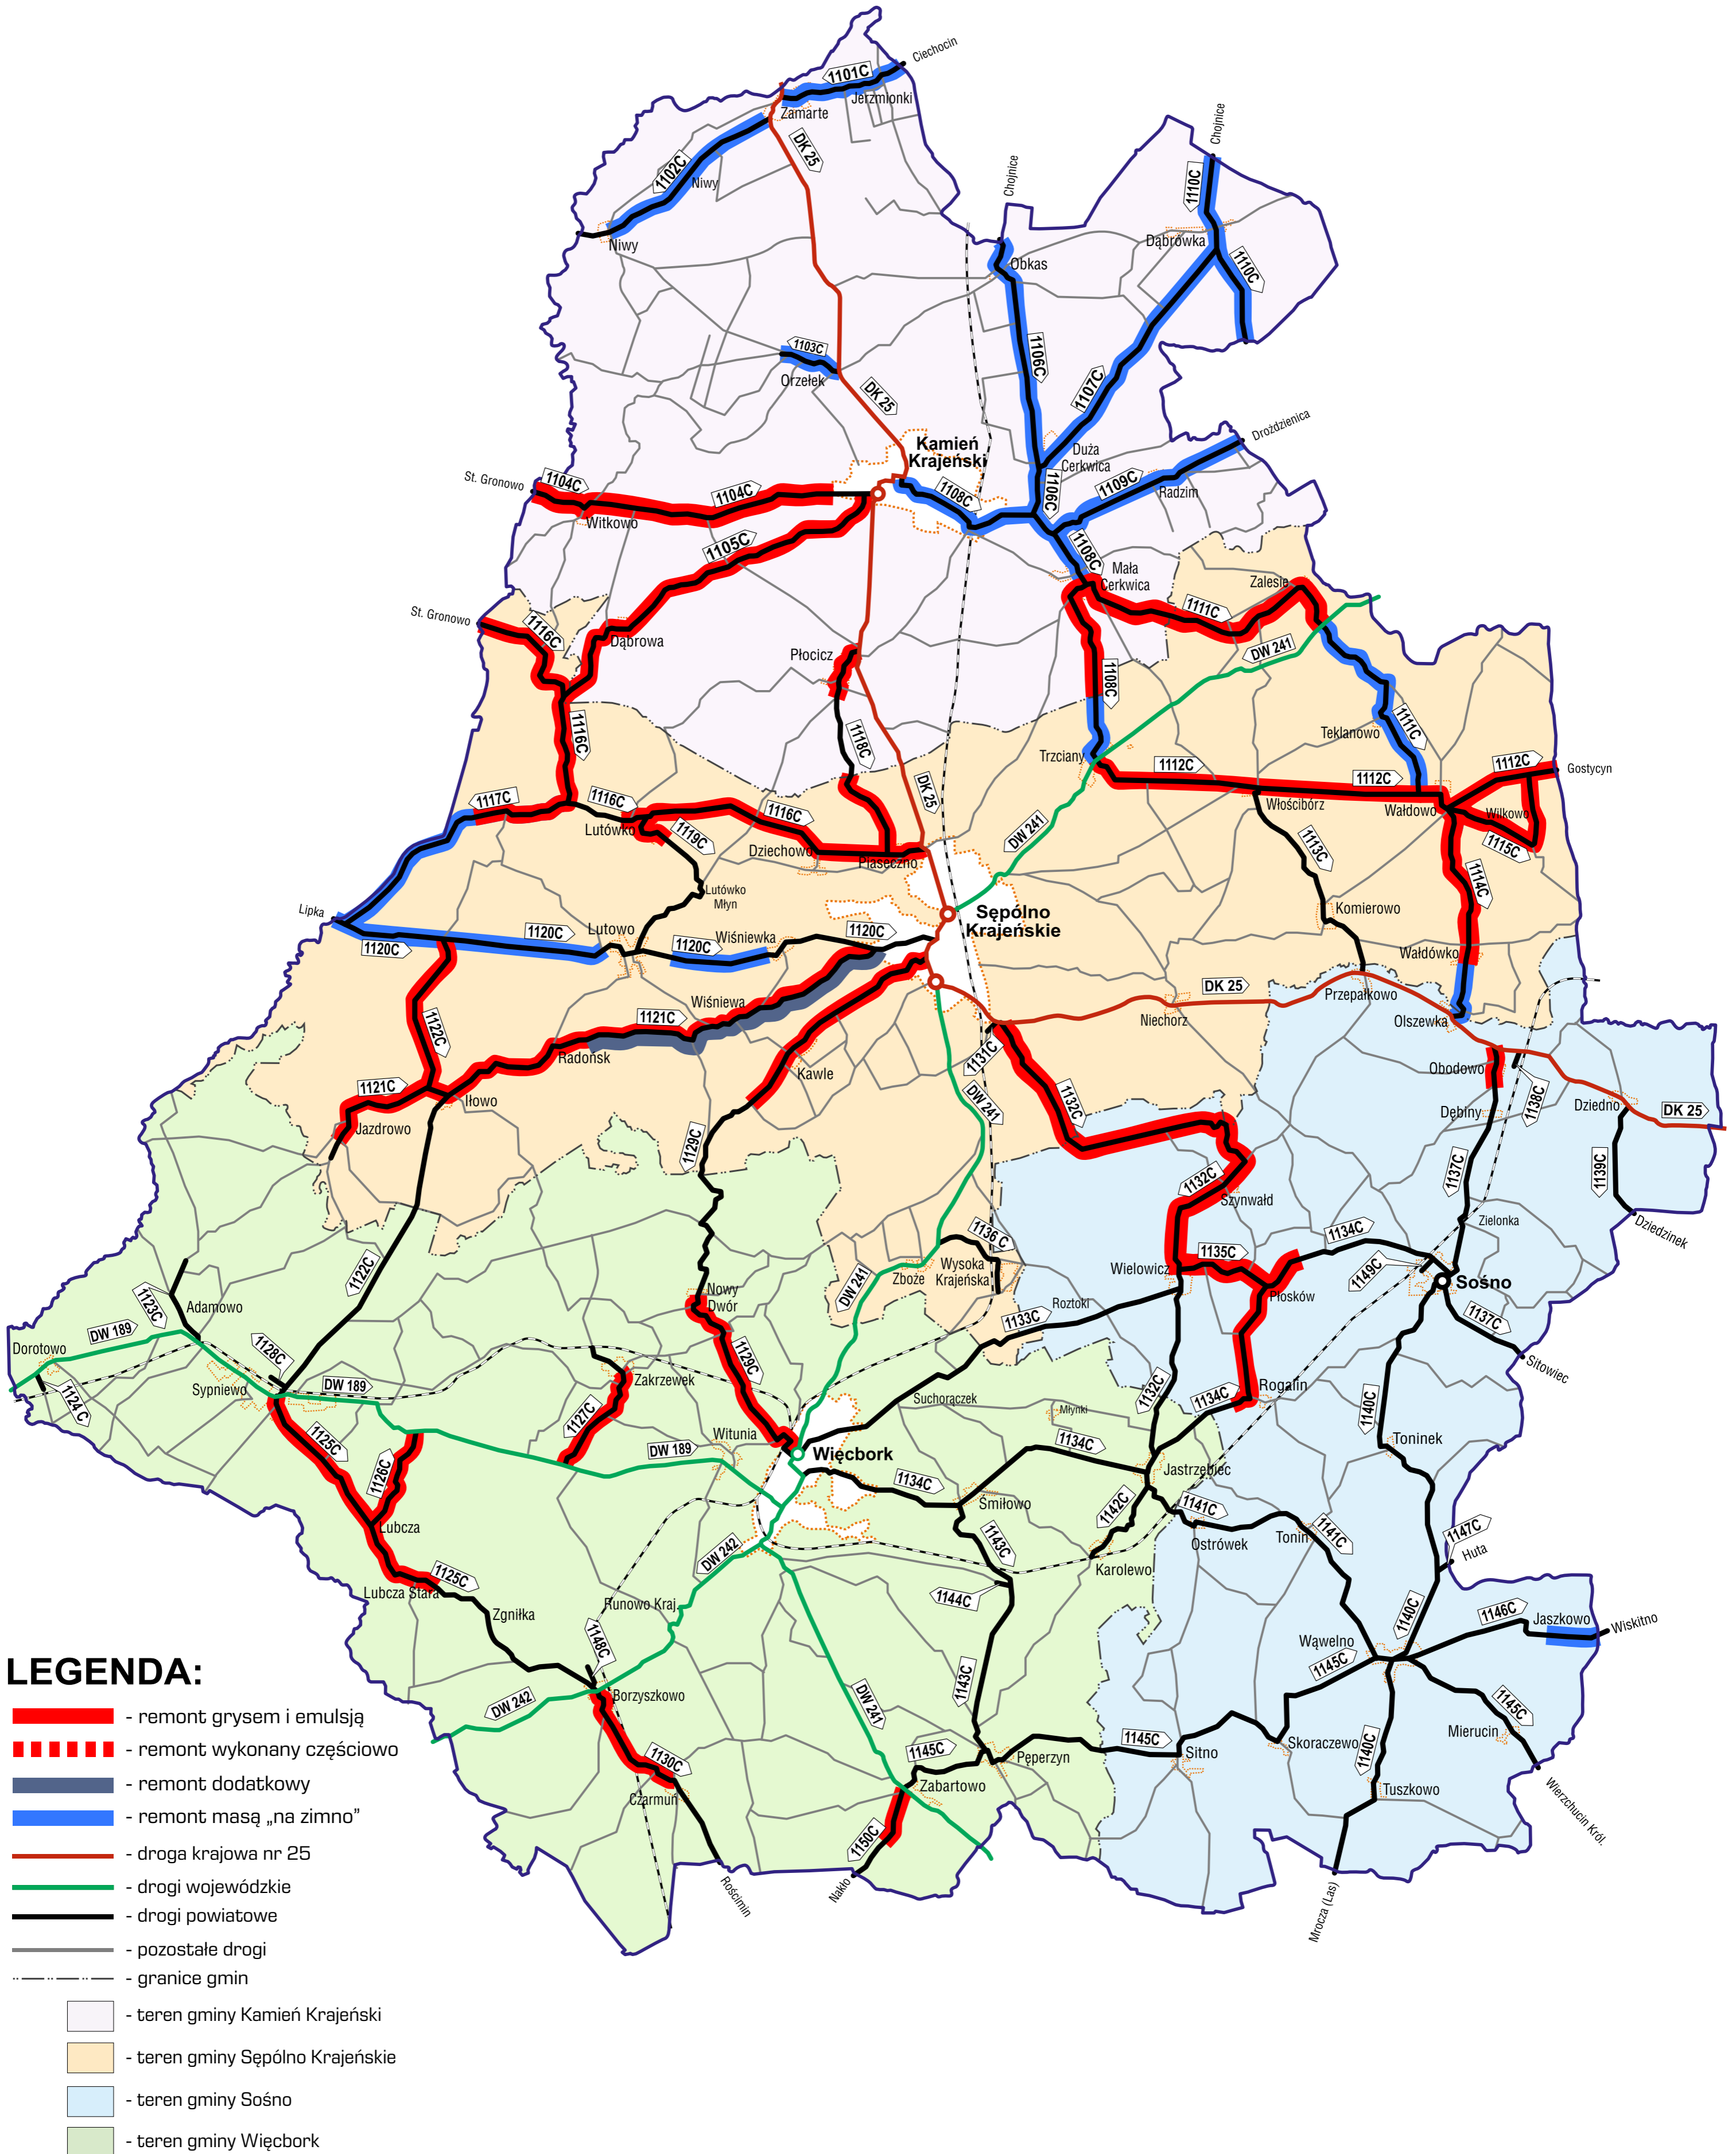 Ciechocin
1101C
Jerzmionki
Zamarte
DK 25
Chojnice
1102C
Niwy
Chojnice
1110C
Niwy
Dąbrówka
Obkas
1110C
1103C
1106C
Orzełek
1107C
DK 25
Drożdzienica
Kamień
Krajeński
Duża
Cerkwica
St. Gronowo
1104C
1104C
1108C
1106C
1109C
Radzim
Witkowo
1105C
1108C
Mała
Cerkwica
Zalesie
St. Gronowo
1116C
1111C
Dąbrowa
Płocicz
DW 241
1108C
1116C
1118C
Teklanowo
1111C
Trzciany
1112C
1112C
1112C
Gostycyn
DK 25
1117C
1116C
1116C
Włościbórz
Wałdowo
Wilkowo
Lutówko
1119C
DW 241
Dziechowo
Piaseczno
1113C
1115C
1114C
Lutówko
Młyn
Lipka
Sępólno
Krajeńskie
Komierowo
1120C
1120C
Lutowo
1120C
Wiśniewka
1120C
Wałdówko
Wiśniewa
DK 25
Przepałkowo
1122C
1121C
Niechorz
Olszewka
Radońsk
1131C
Kawle
Obodowo
1121C
Iłowo
DW 241
1132C
1138C
Dębiny
Dziedno
DK 25
Jazdrowo
1129C
1137C
1139C
1132C
Szynwałd
Zielonka
Dziedzinek
1136 C
1134C
1122C
Wysoka
Krajeńska
1135C
Wielowicz
1149C
Zboże
DW 241
Sośno
1123C
Adamowo
Nowy
Dwór
Roztoki
Płosków
1133C
1137C
Dorotowo
DW 189
1128C
1129C
Sitowiec
Sypniewo
DW 189
Zakrzewek
1124 C
Suchorączek
1132C
Rogalin
1134C
1140C
1127C
Młynki
1125C
Witunia
1134C
Toninek
1126C
DW 189
Więcbork
1134C
Jastrzębiec
Śmiłowo
1142C
1141C
Lubcza
Ostrówek
Tonin
1141C
1147C
DW 242
1143C
Huta
Karolewo
1125C
Lubcza Stara
1144C
1140C
1146C
Jaszkowo
Wiskitno
Zgniłka
Runowo Kraj.
1148C
Wąwelno
1145C
1143C
Borzyszkowo
DW 242
DW 241
1145C
Mierucin
1130C
1145C
Pęperzyn
1145C
Sitno
Skoraczewo
1140C
Czarmuń
Zabartowo
Tuszkowo
Wierzchucin Król.
1150C
Rościmin
Nakło
Mrocza (Las)
LEGENDA:
- remont grysem i emulsją
- remont wykonany częściowo
- remont dodatkowy
- remont masą „na zimno”
- droga krajowa nr 25
- drogi wojewódzkie
- drogi powiatowe
- pozostałe drogi
- granice gmin
- teren gminy Kamień Krajeński
- teren gminy Sępólno Krajeńskie
- teren gminy Sośno
- teren gminy Więcbork